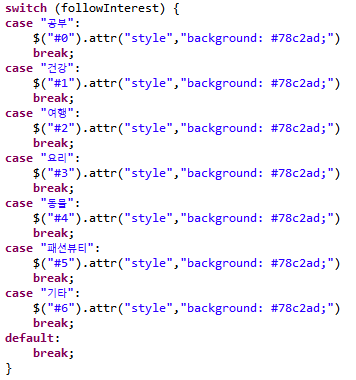 switch (followInterest) {
case "공부":
    $("#0").attr("style","background: #78c2ad;")
    break;
case "건강":
    $("#1").attr("style","background: #78c2ad;")
    break;
case "여행":
    $("#2").attr("style","background: #78c2ad;")
    break;
case "요리":
    $("#3").attr("style","background: #78c2ad;")
    break;
case "동물":
    $("#4").attr("style","background: #78c2ad;")
    break;
case "패션뷰티":
    $("#5").attr("style","background: #78c2ad;")
    break;
case "기타":
    $("#6").attr("style","background: #78c2ad;")
    break;
default:
    break;
}